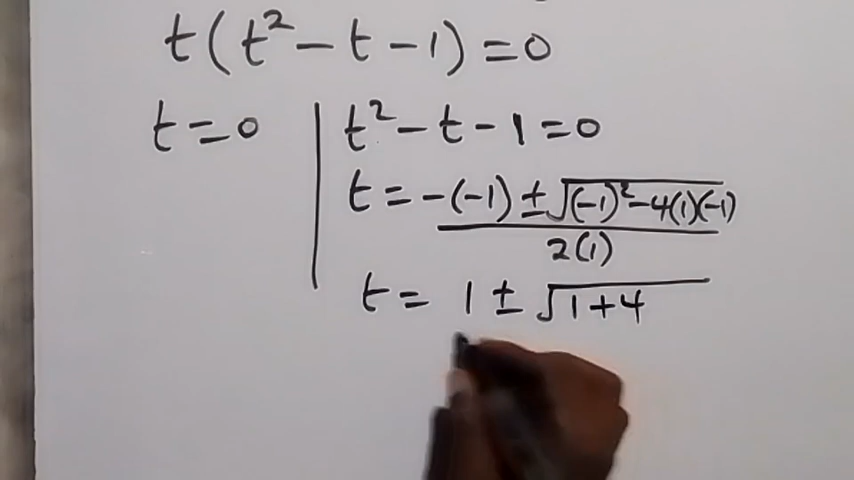 t(t² - t - 1) = 0
t = 0
t² - t - 1 = 0
t = -(-1) ± √(-1)² - 4(1)(-1)
2(1)
t = 1 ± √1 + 4